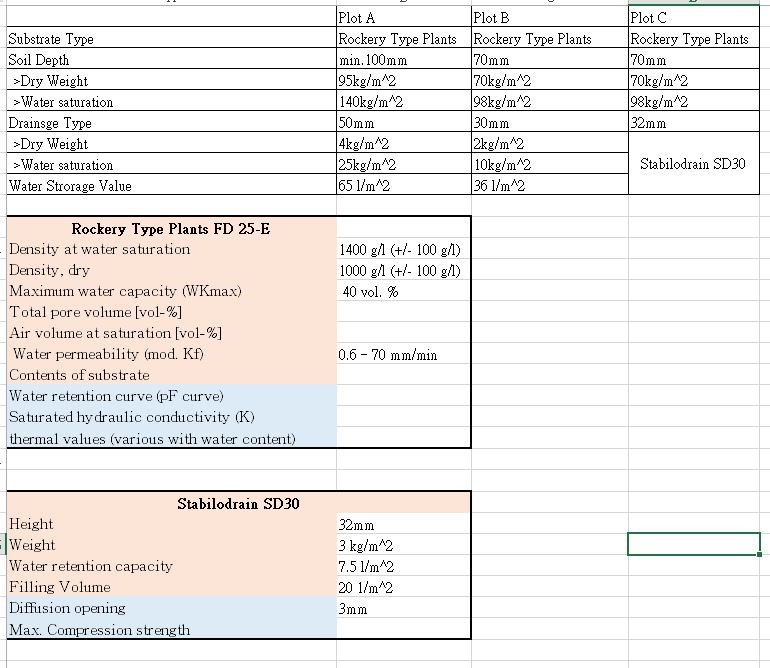 Plot A Plot B Plot C
Substrate Type Rockery Type Plants Rockery Type Plants Rockery Type Plants
Soil Depth min.100mm 70mm 70mm
>Dry Weight 95kg/m^2 70kg/m^2 70kg/m^2
>Water saturation 140kg/m^2 98kg/m^2 98kg/m^2
Drainsge Type 50mm 30mm 32mm
>Dry Weight 4kg/m^2 2kg/m^2
>Water saturation 25kg/m^2 10kg/m^2 Stabilodrain SD30
Water Strorage Value 65 l/m^2 36 l/m^2
Rockery Type Plants FD 25-E
Density at water saturation 1400 g/l (+/- 100 g/l)
Density, dry 1000 g/l (+/- 100 g/l)
Maximum water capacity (WKmax) 40 vol. %
Total pore volume [vol-%]
Air volume at saturation [vol-%]
Water permeability (mod. Kf) 0.6 - 70 mm/min
Contents of substrate
Water retention curve (pF curve)
Saturated hydraulic conductivity (K)
thermal values (various with water content)
Stabilodrain SD30
Height 32mm
Weight 3 kg/m^2
Water retention capacity 7.5 l/m^2
Filling Volume 20 l/m^2
Diffusion opening 3mm
Max. Compression strength